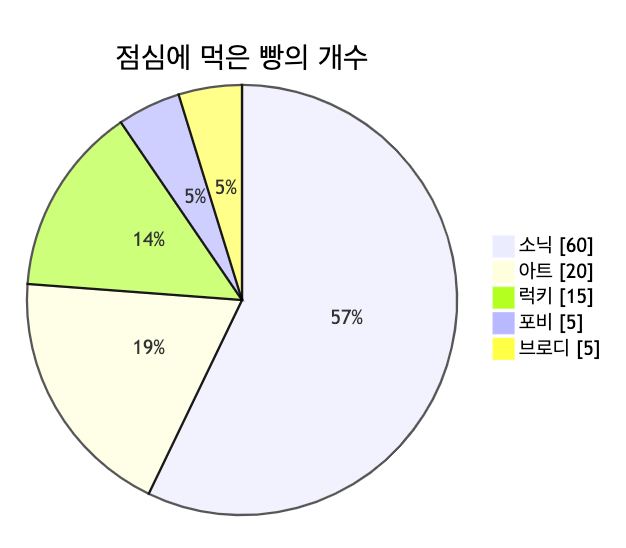 점심에 먹은 빵의 개수
5%
5%
14%
57%
19%
소닉 [60]
아트 [20]
럭키 [15]
포비 [5]
브로디 [5]